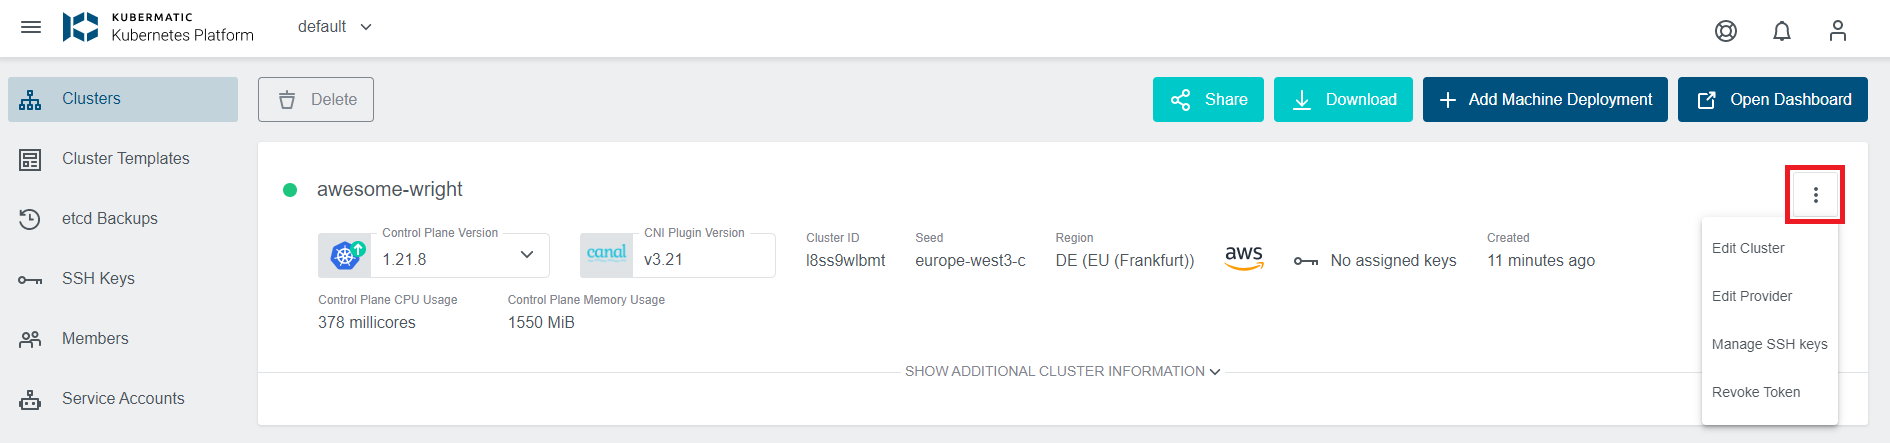 KUBERMATIC
Kubernetes Platform
default
Clusters
Cluster Templates
etcd Backups
SSH Keys
Members
Service Accounts
Delete
Share
Download
Add Machine Deployment
Open Dashboard
awesome-wright
Control Plane Version
1.21.8
canal
CNI Plugin Version
v3.21
Cluster ID
l8ss9wlbmt
Seed
europe-west3-c
Region
DE (EU (Frankfurt))
aws
No assigned keys
Created
11 minutes ago
Control Plane CPU Usage
378 millicores
Control Plane Memory Usage
1550 MiB
SHOW ADDITIONAL CLUSTER INFORMATION
Edit Cluster
Edit Provider
Manage SSH keys
Revoke Token